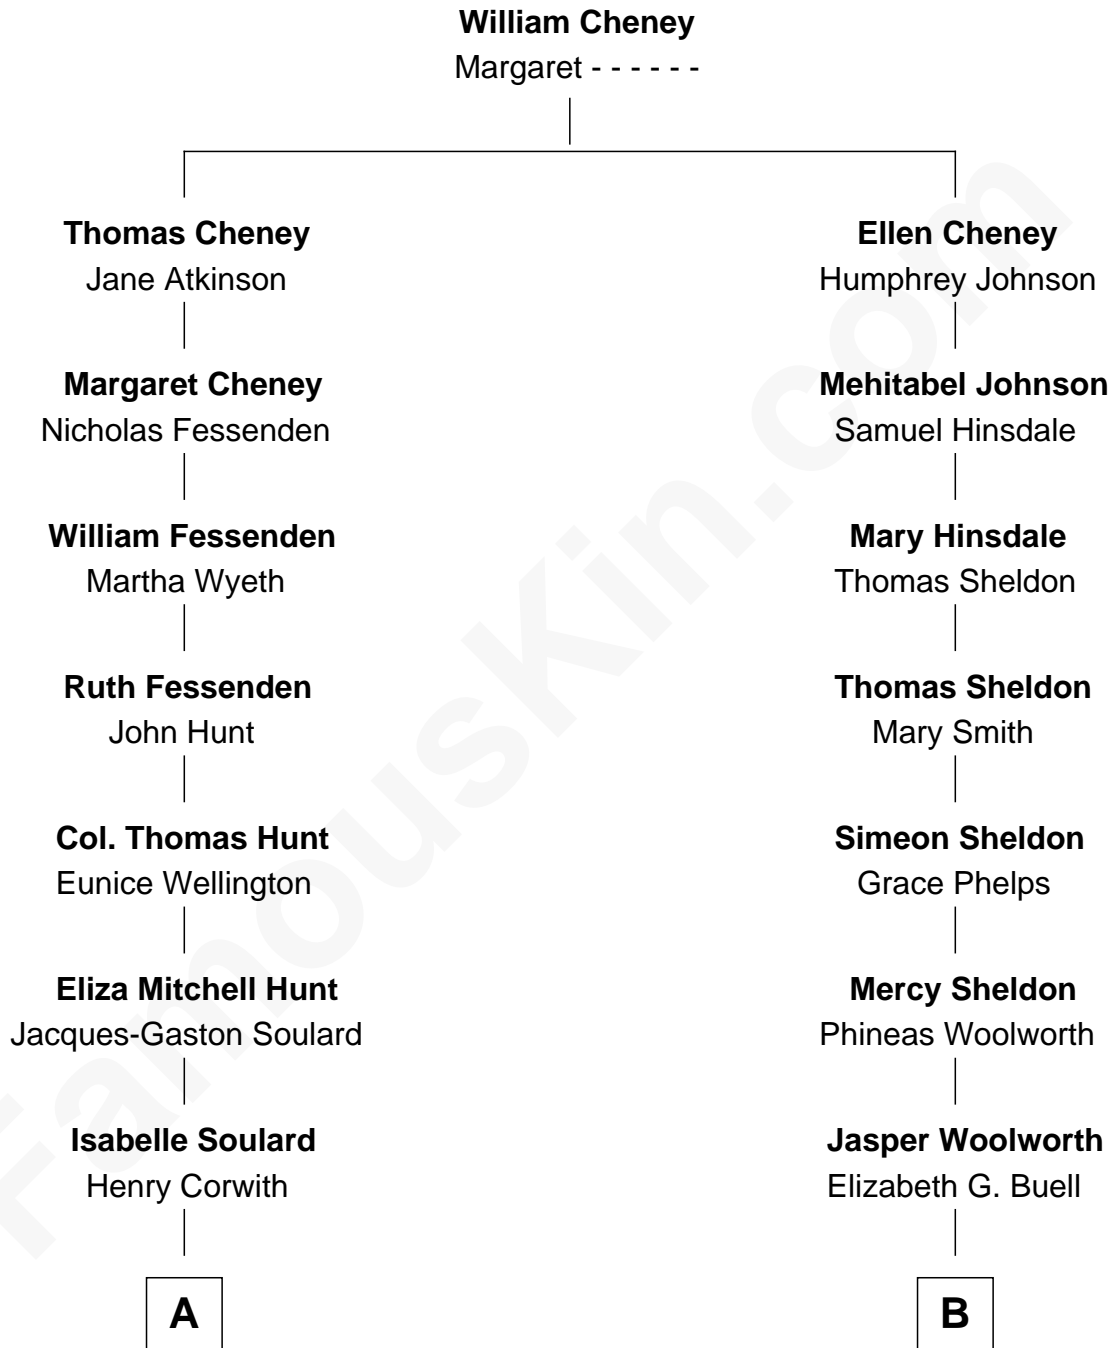 William Cheney
Margaret - - - - - -
Thomas Cheney
Jane Atkinson
Ellen Cheney
Humphrey Johnson
Margaret Cheney
Nicholas Fessenden
Mehitabel Johnson
Samuel Hinsdale
William Fessenden
Martha Wyeth
Mary Hinsdale
Thomas Sheldon
Ruth Fessenden
John Hunt
Thomas Sheldon
Mary Smith
Col. Thomas Hunt
Eunice Wellington
Simeon Sheldon
Grace Phelps
Eliza Mitchell Hunt
Jacques-Gaston Soulard
Mercy Sheldon
Phineas Woolworth
Isabelle Soulard
Henry Corwith
Jasper Woolworth
Elizabeth G. Buell
A
B
FamousKin.com